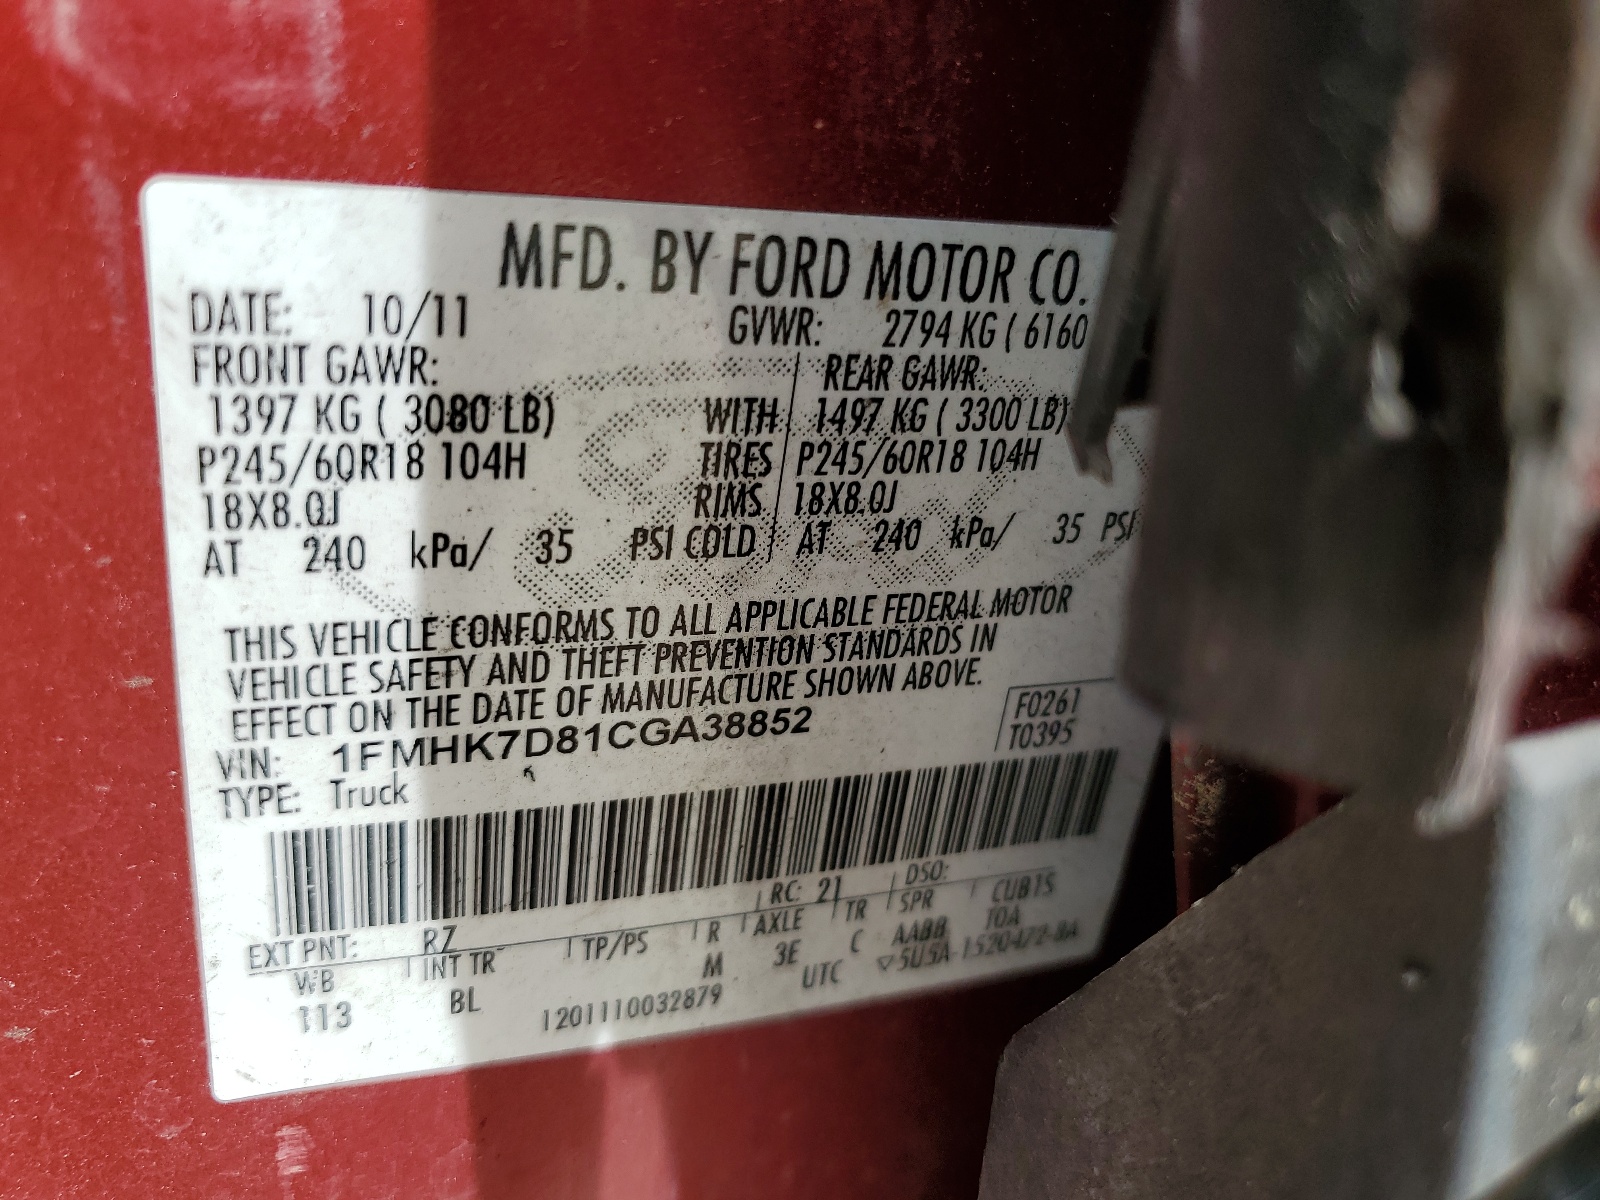 MFD. BY FORD MOTOR CO.
DATE: 10/11 GVWR: 2794 KG ( 6160
FRONT GAWR: REAR GAWR:
1397 KG ( 3080 LB) WITH 1497 KG ( 3300 LB)
P245/60R18 104H TIRES P245/60R18 104H
18X8.0J RIMS 18X8.0J
AT 240 kPa/ 35 PSI COLD AT 240 kPa/ 35 PSI
THIS VEHICLE CONFORMS TO ALL APPLICABLE FEDERAL MOTOR
VEHICLE SAFETY AND THEFT PREVENTION STANDARDS IN
EFFECT ON THE DATE OF MANUFACTURE SHOWN ABOVE.
VIN: 1FMHK7D81CGA38852 F0261
TYPE: Truck T0395
EXT PNT: RZ RC: 21 DSO:
WB INT TR TP/PS R AXLE TR SPR
113 BL M 3E C AABB
1201110032879 UTC